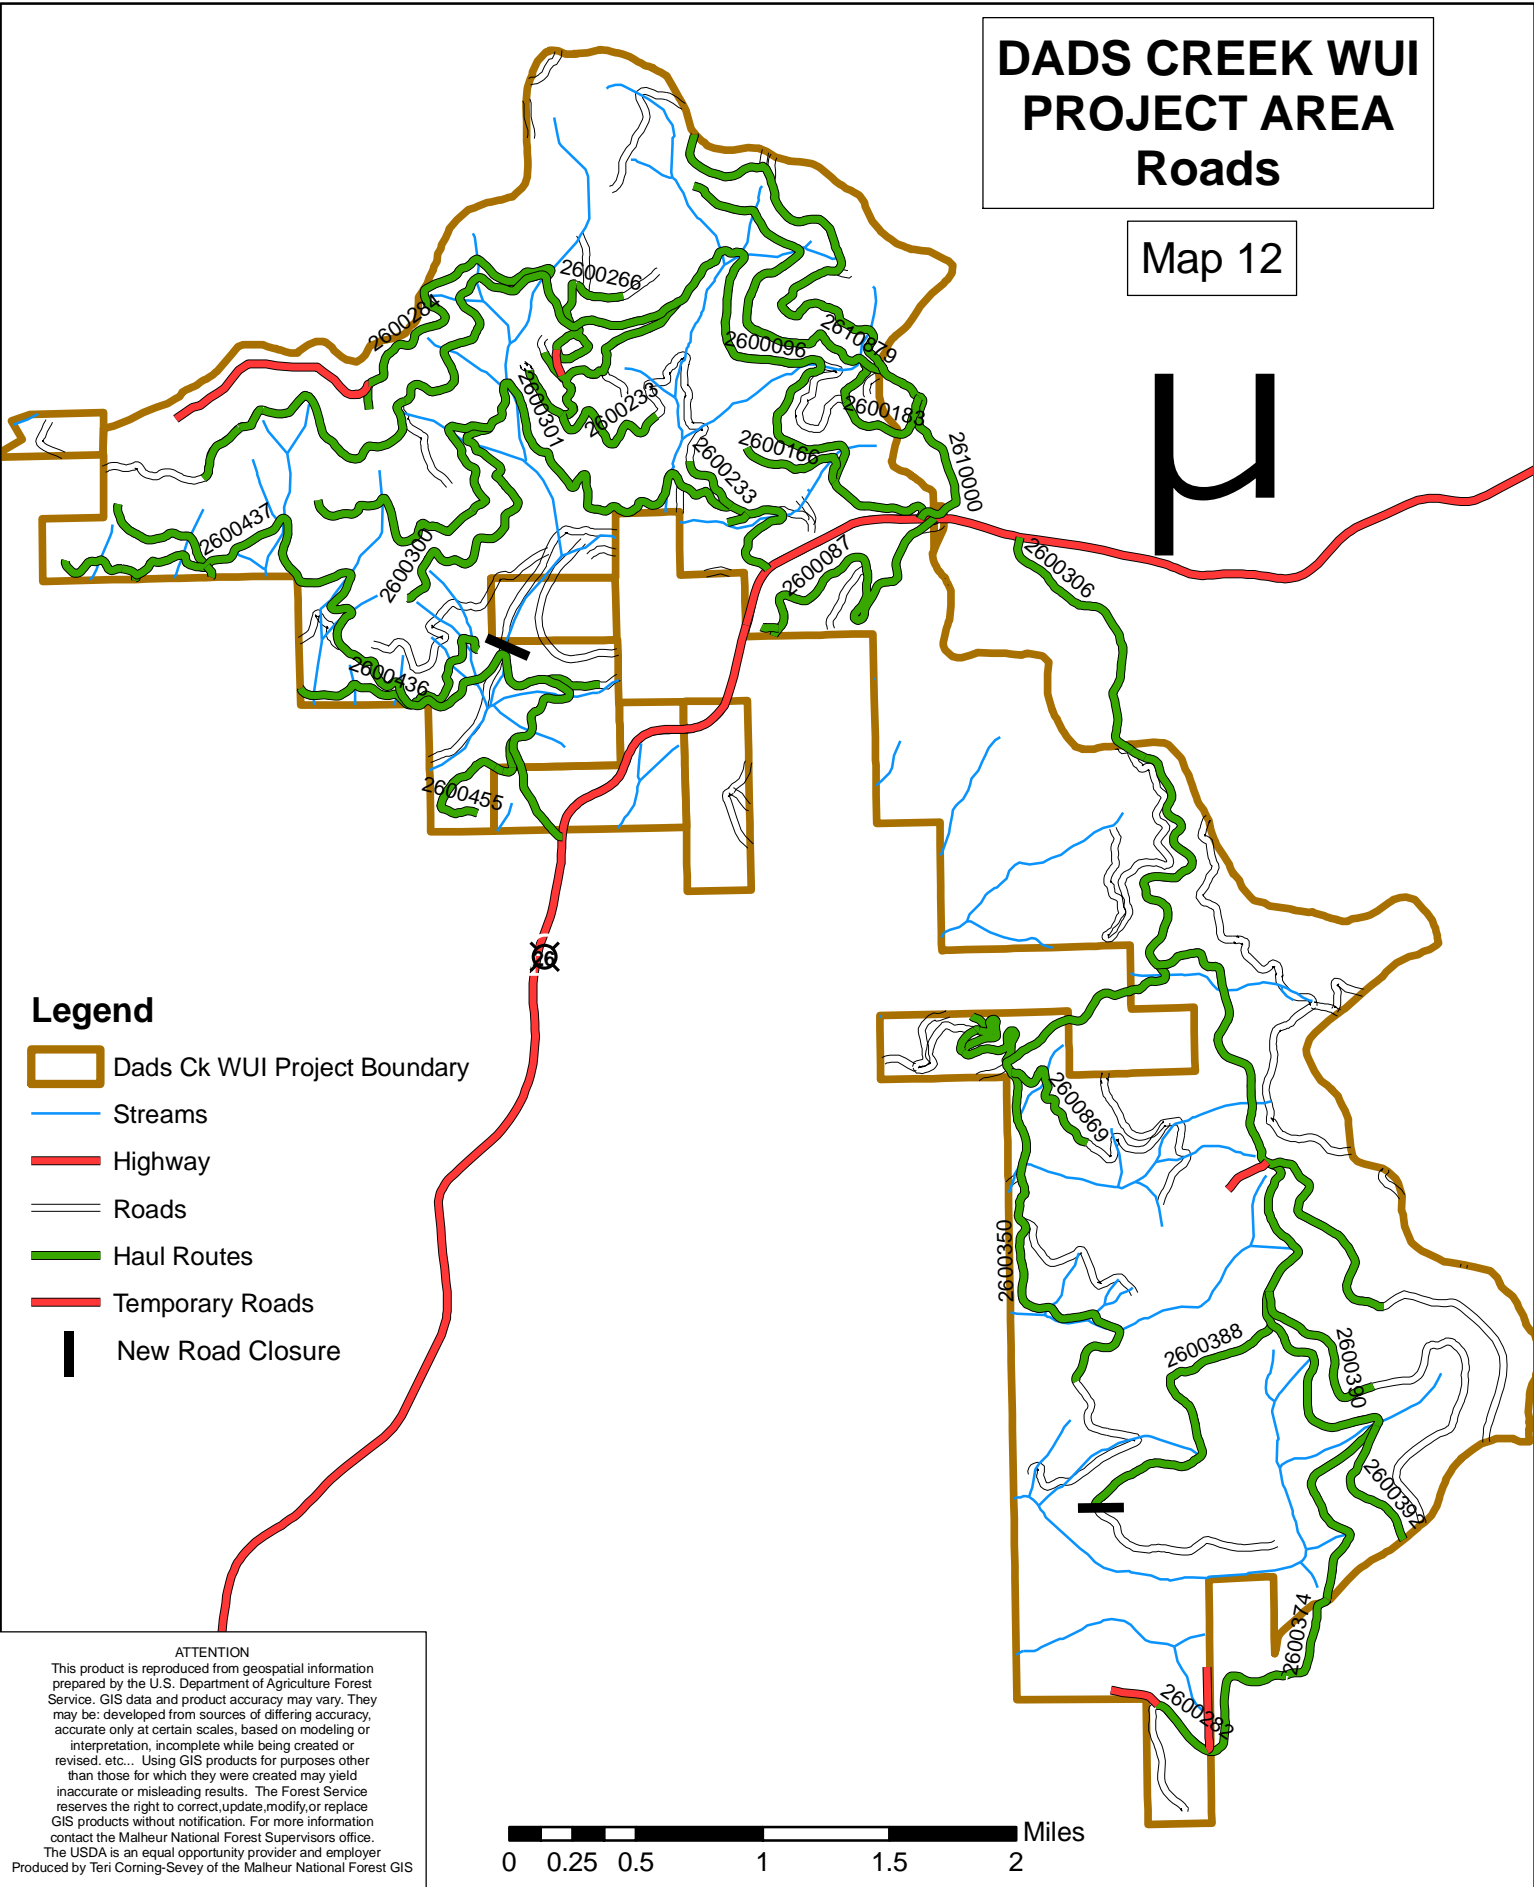 DADS CREEK WUI
PROJECT AREA
Roads
Map 12
µ
2600266
2600284
2600096
2610879
2600301
2600233
2600183
2600166
2600233
2610000
2600437
2600300
2600087
2600306
2600436
2600455
26
2600869
2600350
2600388
2600390
2600392
2600374
2600282
Legend
Dads Ck WUI Project Boundary
Streams
Highway
Roads
Haul Routes
Temporary Roads
New Road Closure
ATTENTION
This product is reproduced from geospatial information
prepared by the U.S. Department of Agriculture Forest
Service. GIS data and product accuracy may vary. They
may be: developed from sources of differing accuracy,
accurate only at certain scales, based on modeling or
interpretation, incomplete while being created or
revised. etc... Using GIS products for purposes other
than those for which they were created may yield
inaccurate or misleading results. The Forest Service
reserves the right to correct,update,modify,or replace
GIS products without notification. For more information
contact the Malheur National Forest Supervisors office.
The USDA is an equal opportunity provider and employer
Produced by Teri Corning-Sevey of the Malheur National Forest GIS
Miles
0 0.25 0.5 1 1.5 2